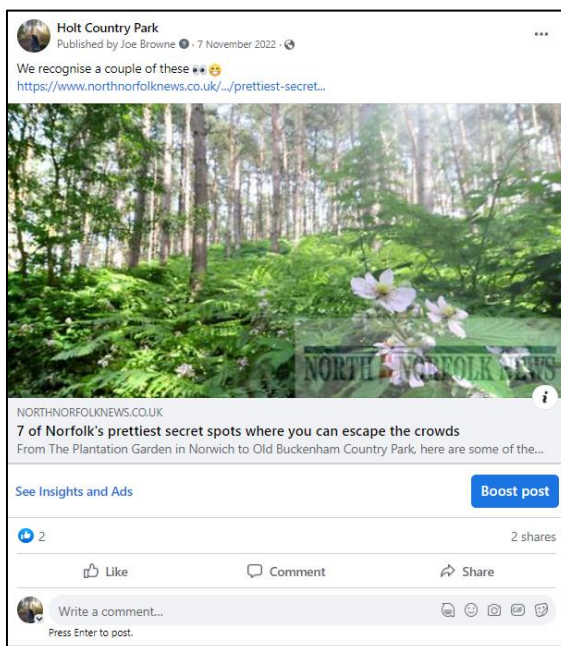 Holt Country Park
Published by Joe Browne · 7 November 2022 ·
We recognise a couple of these 👀😁
https://www.northnorfolknews.co.uk/.../prettiest-secret...
NORTH NORFOLK NEWS
i
NORTHNORFOLKNEWS.CO.UK
7 of Norfolk's prettiest secret spots where you can escape the crowds
From The Plantation Garden in Norwich to Old Buckenham Country Park, here are some of the...
See Insights and Ads
Boost post
2
2 shares
Like
Comment
Share
Write a comment...
GIF
Press Enter to post.